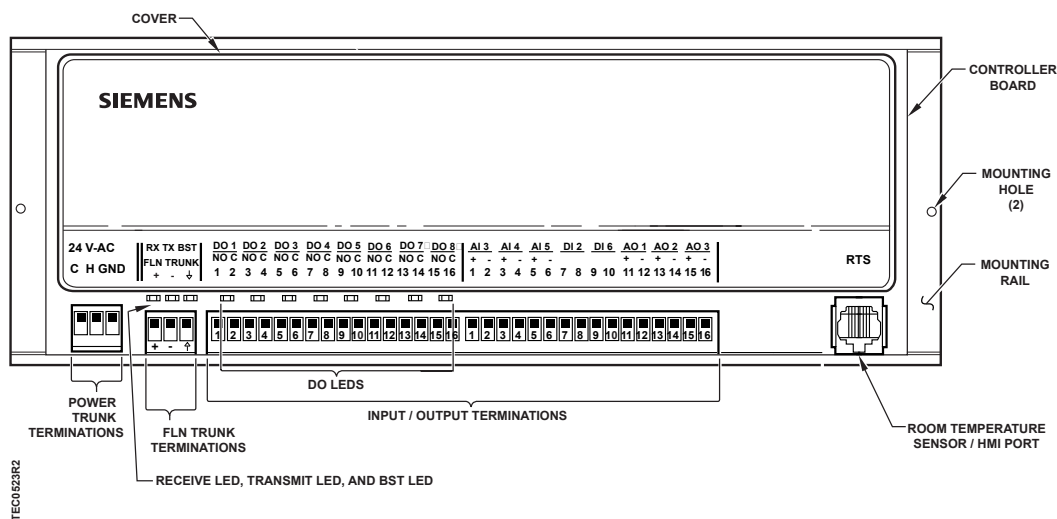 COVER
CONTROLLER
BOARD
SIEMENS
MOUNTING
HOLE
(2)
24 V-AC
C H GND
RX TX BST
FLN TRUNK
+ -
DO 1 DO 2 DO 3 DO 4 DO 5 DO 6 DO 7 DO 8
NO C NO C NO C NO C NO C NO C NO C NO C
1 2 3 4 5 6 7 8 9 10 11 12 13 14 15 16
AI 3 AI 4 AI 5 DI 2 DI 6 AO 1 AO 2 AO 3
+ - + - + - + - + - + -
1 2 3 4 5 6 7 8 9 10 11 12 13 14 15 16
RTS
MOUNTING
RAIL
+ -
1 2 3 4 5 6 7 8 9 10 11 12 13 14 15 16
1 2 3 4 5 6 7 8 9 10 11 12 13 14 15 16
DO LEDS
POWER
TRUNK
TERMINATIONS
FLN TRUNK
TERMINATIONS
INPUT / OUTPUT TERMINATIONS
ROOM TEMPERATURE
SENSOR / HMI PORT
RECEIVE LED, TRANSMIT LED, AND BST LED
TEC0523R2